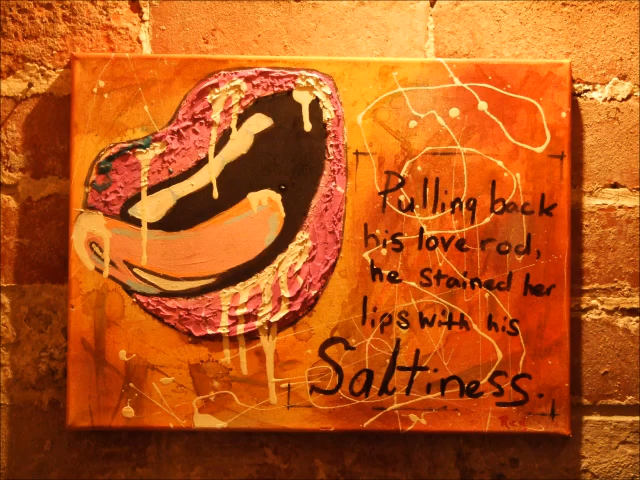 Pulling back
his love rod,
he stained her
lips with his
Saltiness.